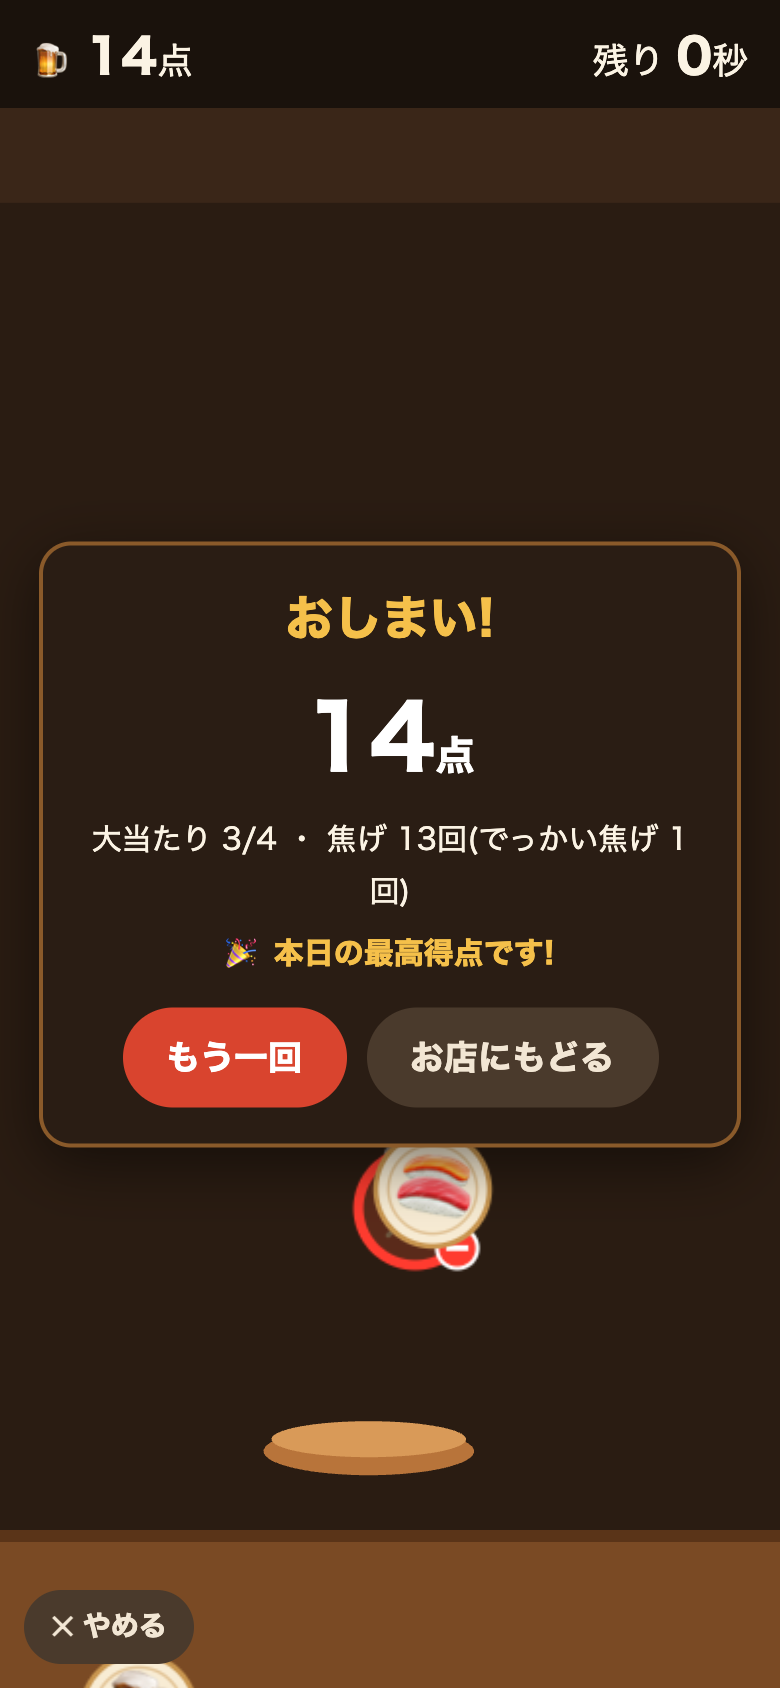 14点
残り 0秒
おしまい!
14点
大当たり 3/4 ・ 焦げ 13回(でっかい焦げ 1
回)
本日の最高得点です!
もう一回
お店にもどる
× やめる